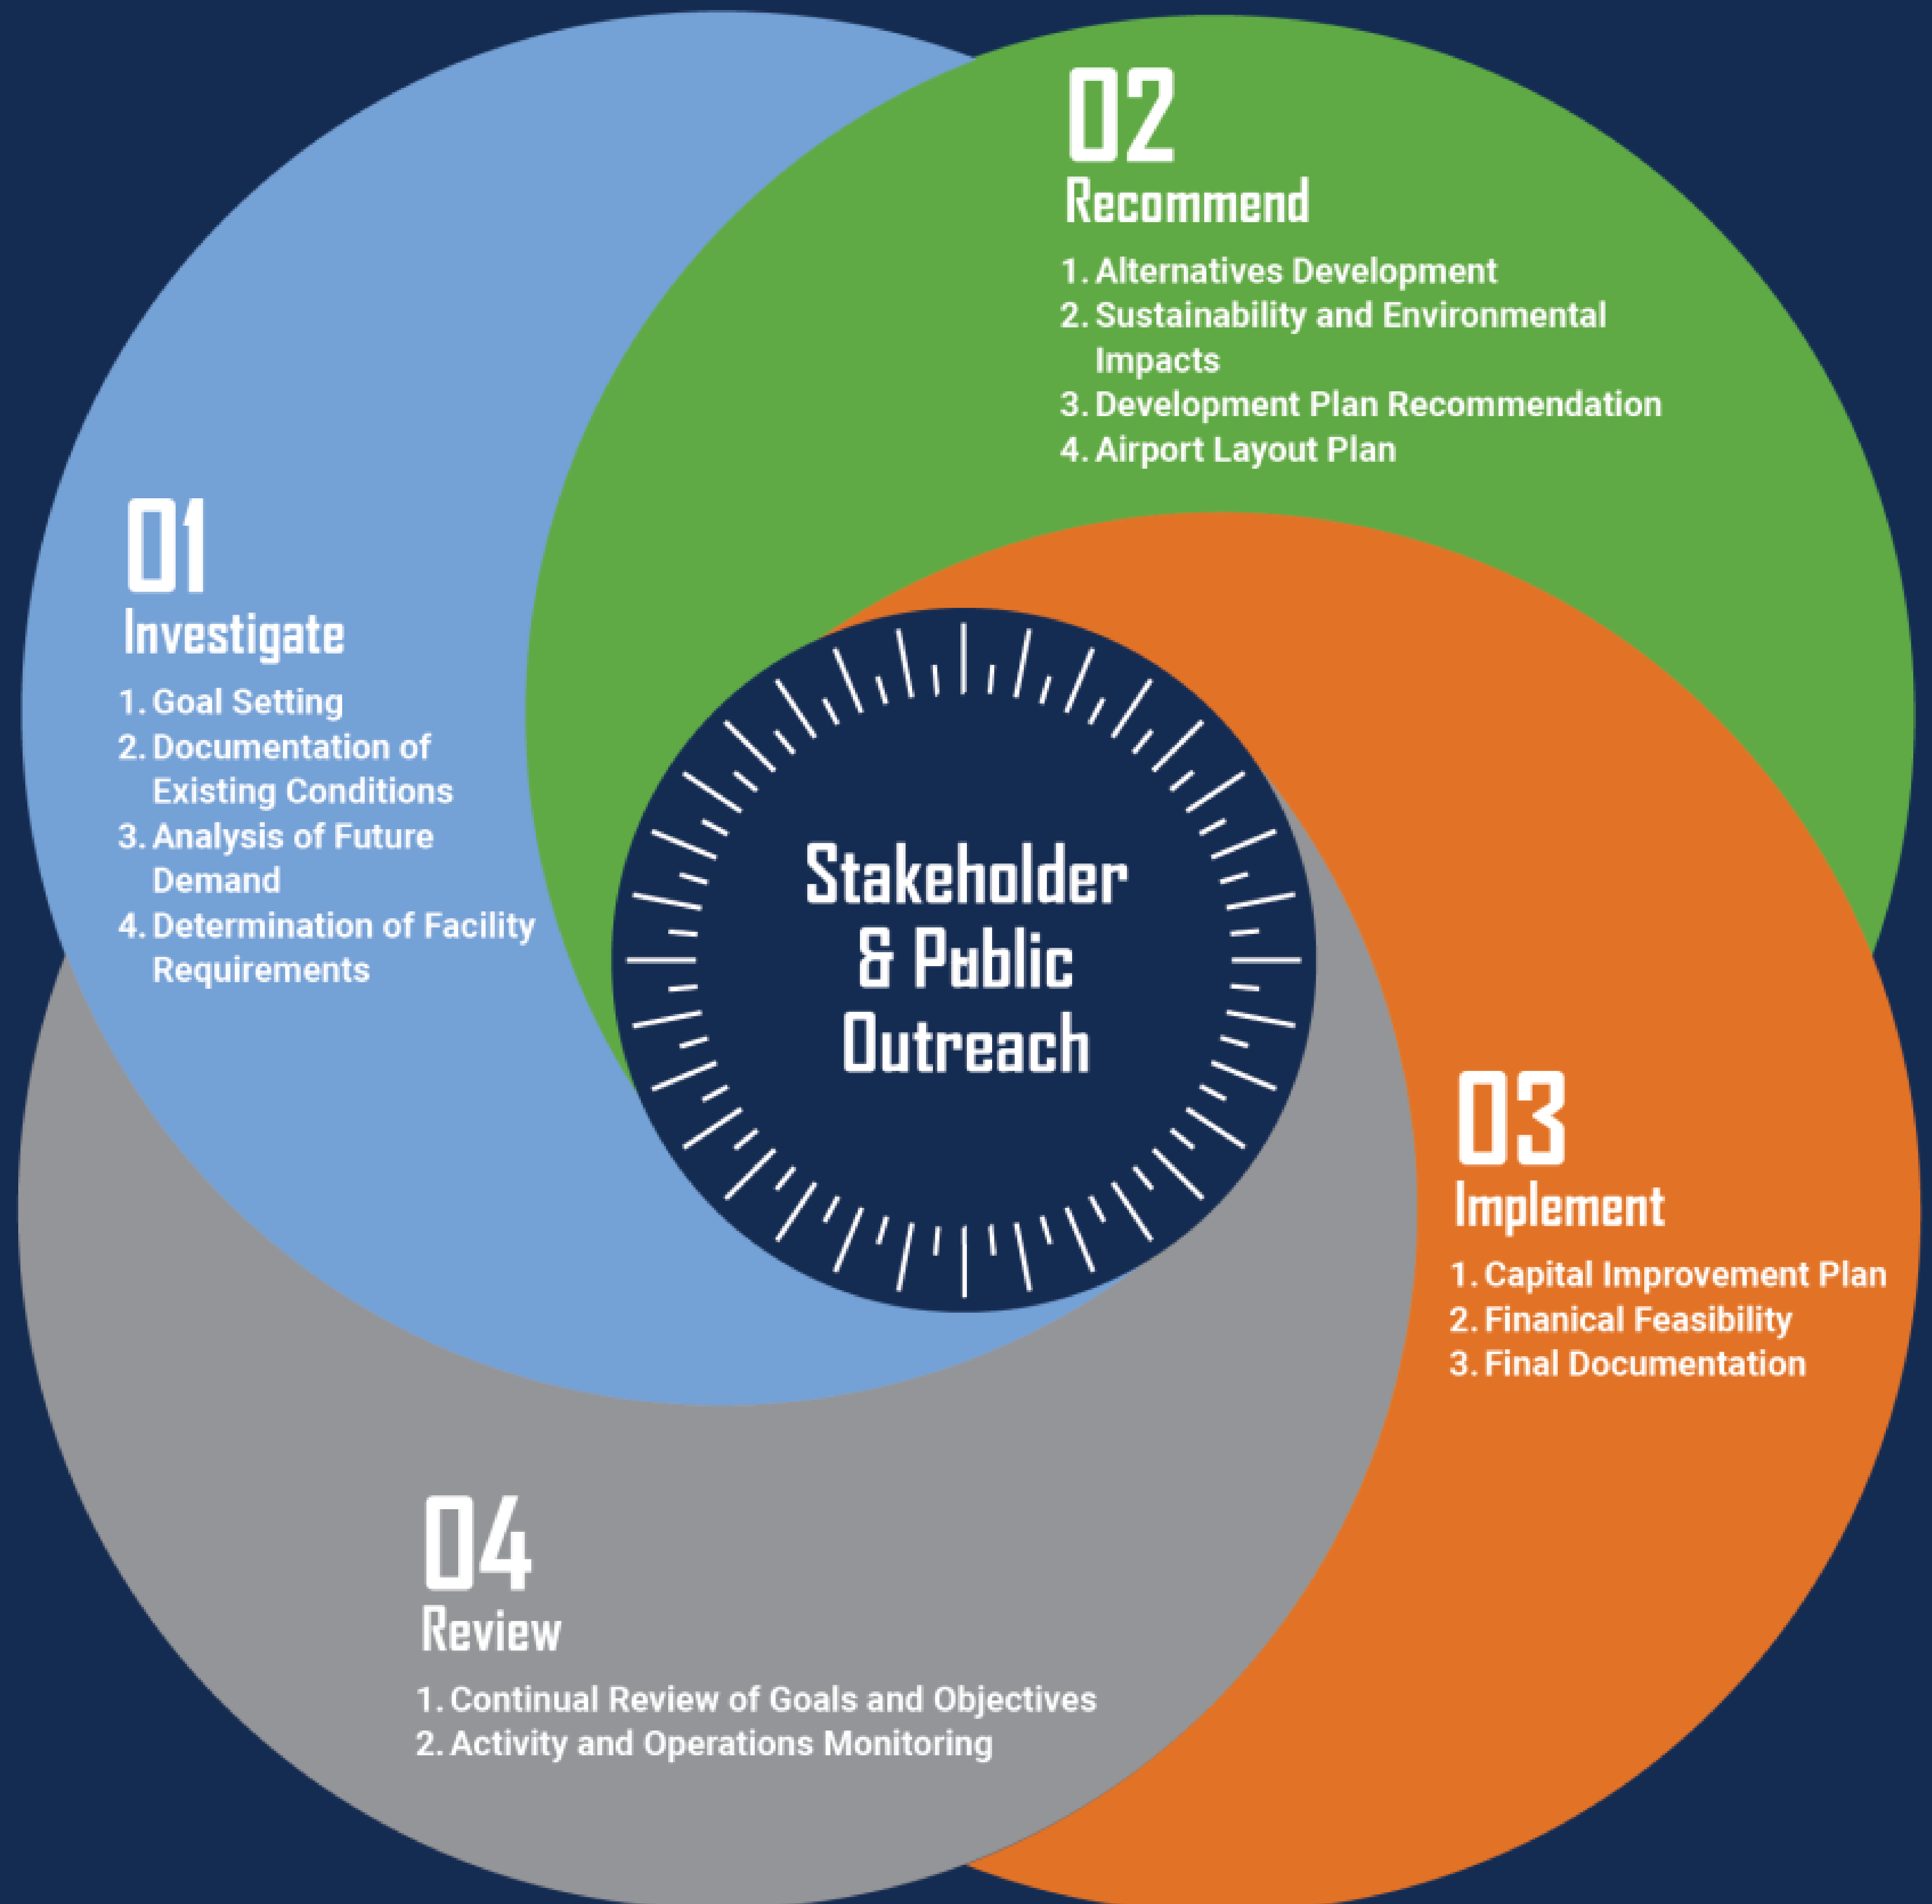 01
Investigate
1. Goal Setting
2. Documentation of
Existing Conditions
3. Analysis of Future
Demand
4. Determination of Facility
Requirements
02
Recommend
1. Alternatives Development
2. Sustainability and Environmental
Impacts
3. Development Plan Recommendation
4. Airport Layout Plan
Stakeholder
& Public
Outreach
03
Implement
1. Capital Improvement Plan
2. Finanical Feasibility
3. Final Documentation
04
Review
1. Continual Review of Goals and Objectives
2. Activity and Operations Monitoring